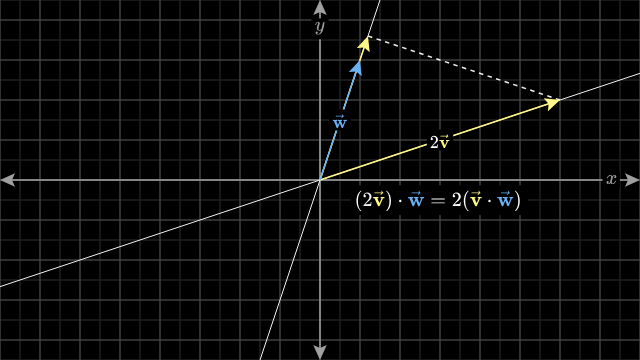 y
w⃗
2v⃗
x
(2v⃗) · w⃗ = 2(v⃗ · w⃗)